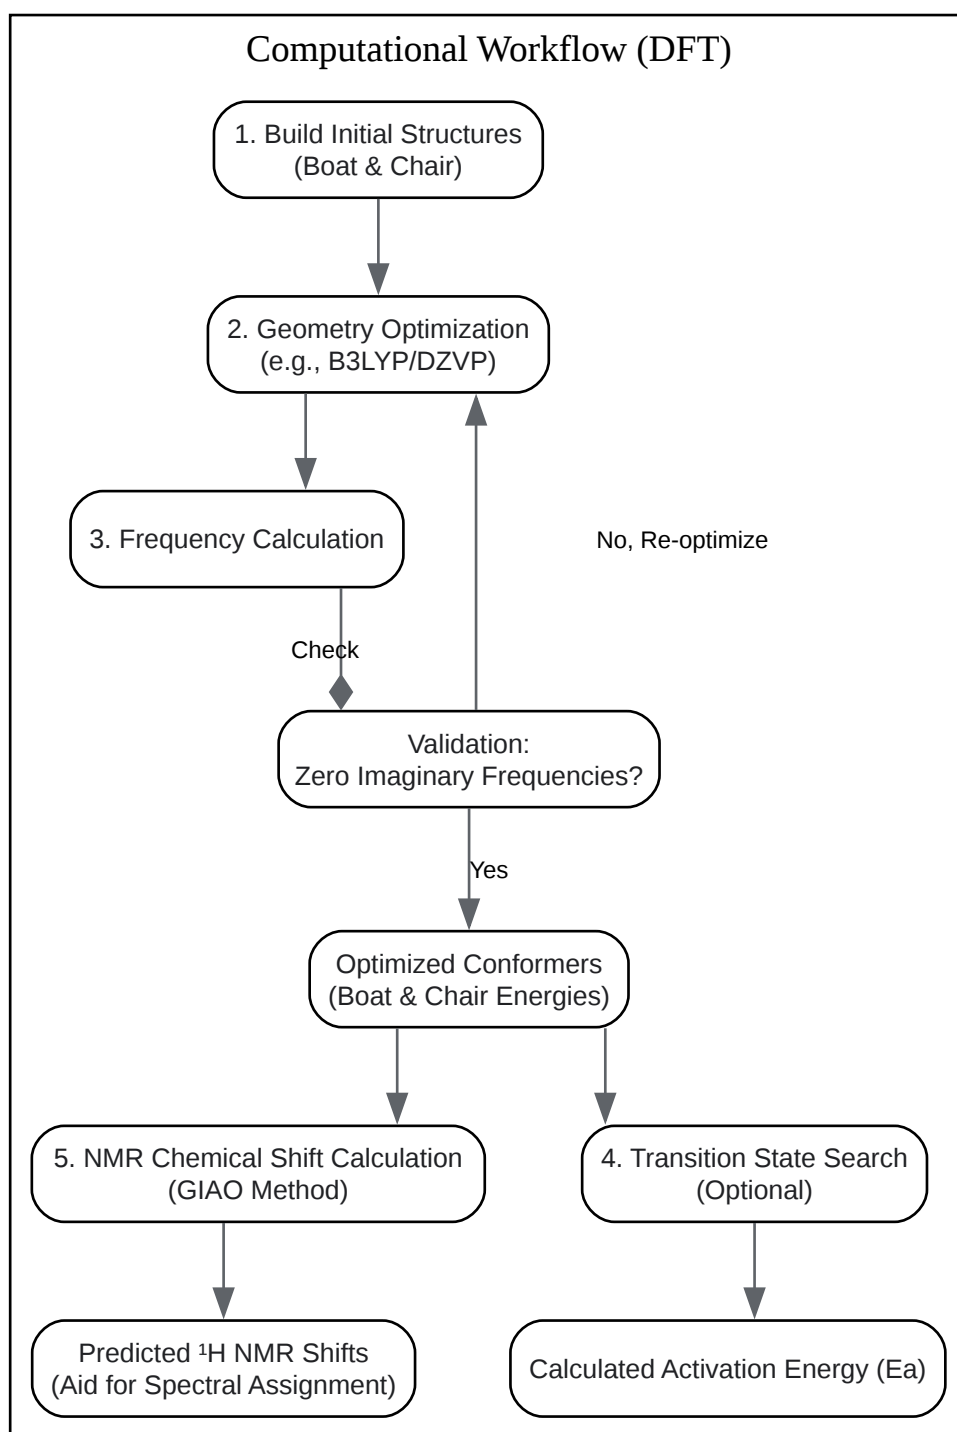 Computational Workflow (DFT)
1. Build Initial Structures
(Boat & Chair)
2. Geometry Optimization
(e.g., B3LYP/DZVP)
3. Frequency Calculation
No, Re-optimize
Check
Validation:
Zero Imaginary Frequencies?
Yes
Optimized Conformers
(Boat & Chair Energies)
5. NMR Chemical Shift Calculation
(GIAO Method)
4. Transition State Search
(Optional)
Predicted ¹H NMR Shifts
(Aid for Spectral Assignment)
Calculated Activation Energy (Ea)